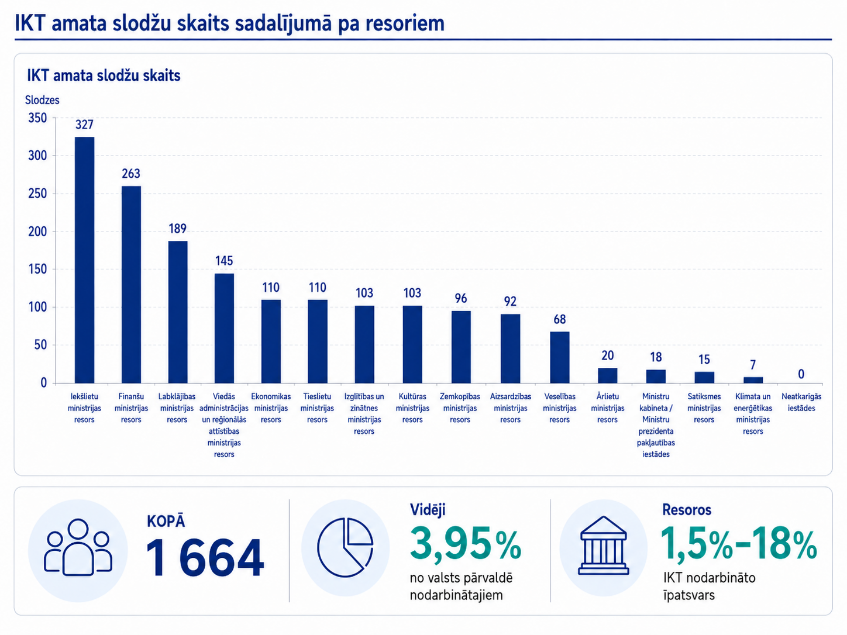 IKT amata slodžu skaits sadalījumā pa resoriem
IKT amata slodžu skaits
Slodzes
350
300
250
200
150
100
50
0
327
263
189
145
110
110
103
103
96
92
68
20
18
15
7
0
Iekšlietu
ministrijas
resors
Finanšu
ministrijas
resors
Labklājības
ministrijas
resors
Viedās
administrācijas
un reģionālās
attīstības
ministrijas
resors
Ekonomikas
ministrijas
resors
Tieslietu
ministrijas
resors
Izglītības un
zinātnes
ministrijas
resors
Kultūras
ministrijas
resors
Zemkopības
ministrijas
resors
Aizsardzības
ministrijas
resors
Veselības
ministrijas
resors
Ārlietu
ministrijas
resors
Ministru
kabineta /
Ministru
prezidenta
pakļautības
iestādes
Satiksmes
ministrijas
resors
Klimata un
enerģētikas
ministrijas
resors
Neatkarīgās
iestādes
KOPĀ
1 664
Vidēji
3,95%
no valsts pārvaldē
nodarbinātajiem
Resoros
1,5%–18%
IKT nodarbināto
īpatsvars